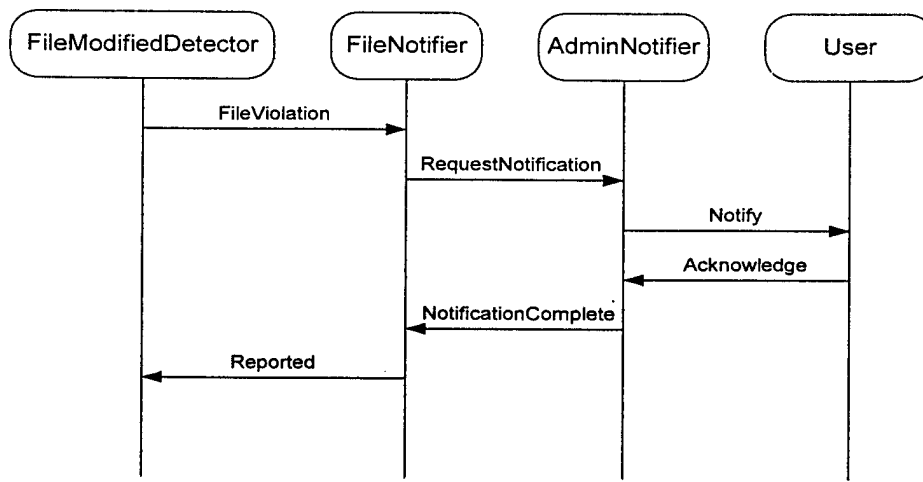 FileModifiedDetector
FileNotifier
AdminNotifier
User
FileViolation
RequestNotification
Notify
Acknowledge
NotificationComplete
Reported